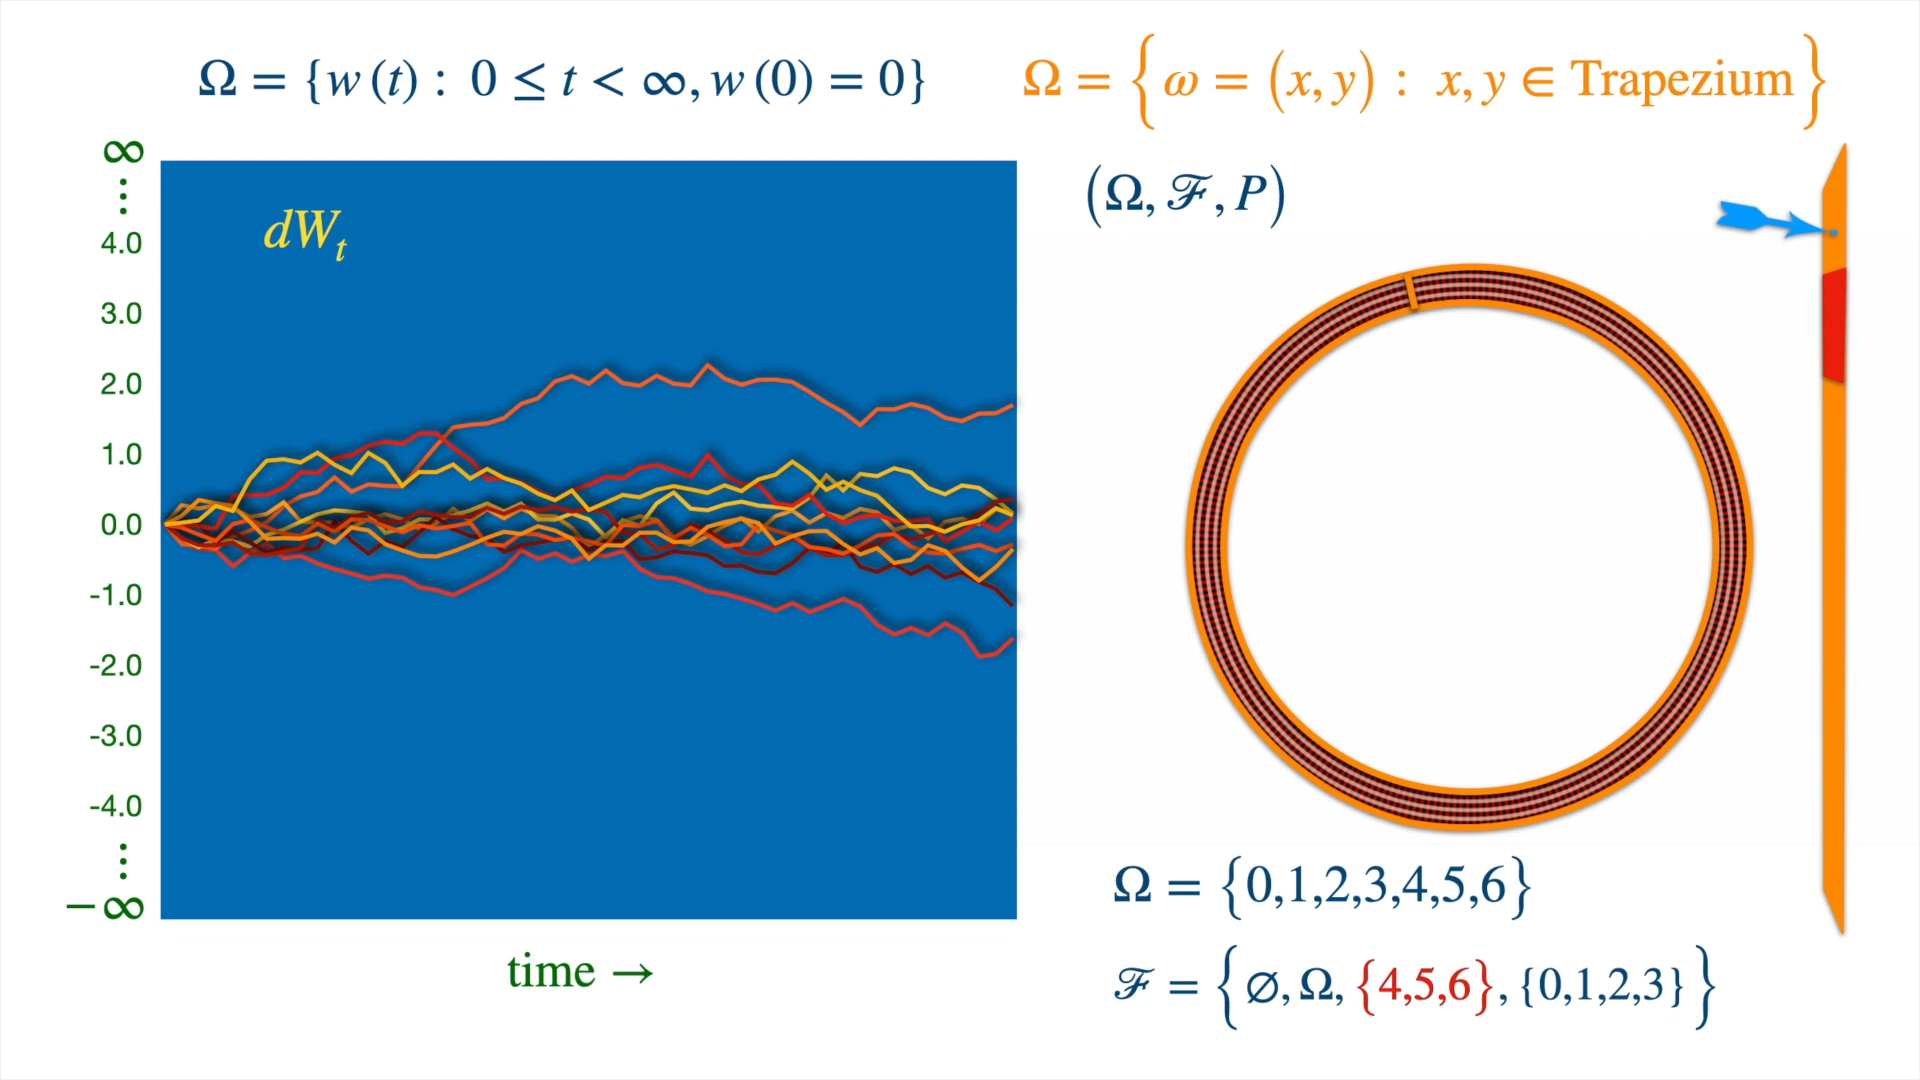 Ω = {w (t) : 0 ≤ t < ∞, w (0) = 0}
Ω = { ω = (x, y) : x, y ∈ Trapezium }
∞
⋮
4.0
3.0
2.0
1.0
0.0
-1.0
-2.0
-3.0
-4.0
⋮
−∞
dWₜ
time →
(Ω, ℱ, P)
Ω = {0,1,2,3,4,5,6}
ℱ = { ∅, Ω, {4,5,6}, {0,1,2,3} }